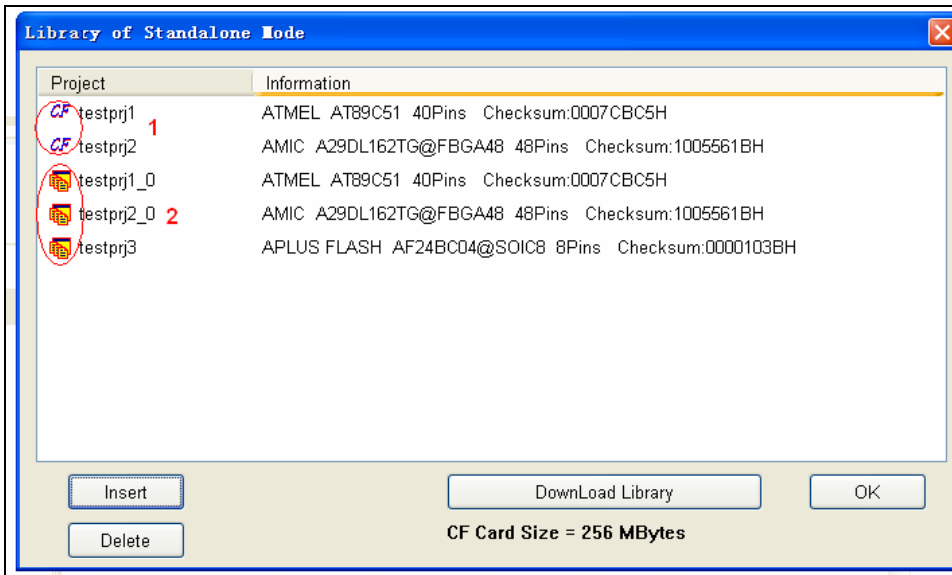 Library of Standalone Mode
Project Information
CF testprj1 ATMEL AT89C51 40Pins Checksum:0007CBC5H
1
CF testprj2 AMIC A29DL162TG@FBGA48 48Pins Checksum:1005561BH
testprj1_0 ATMEL AT89C51 40Pins Checksum:0007CBC5H
testprj2_0 2 AMIC A29DL162TG@FBGA48 48Pins Checksum:1005561BH
testprj3 APLUS FLASH AF24BC04@SOIC8 8Pins Checksum:0000103BH
Insert DownLoad Library OK
Delete CF Card Size = 256 MBytes